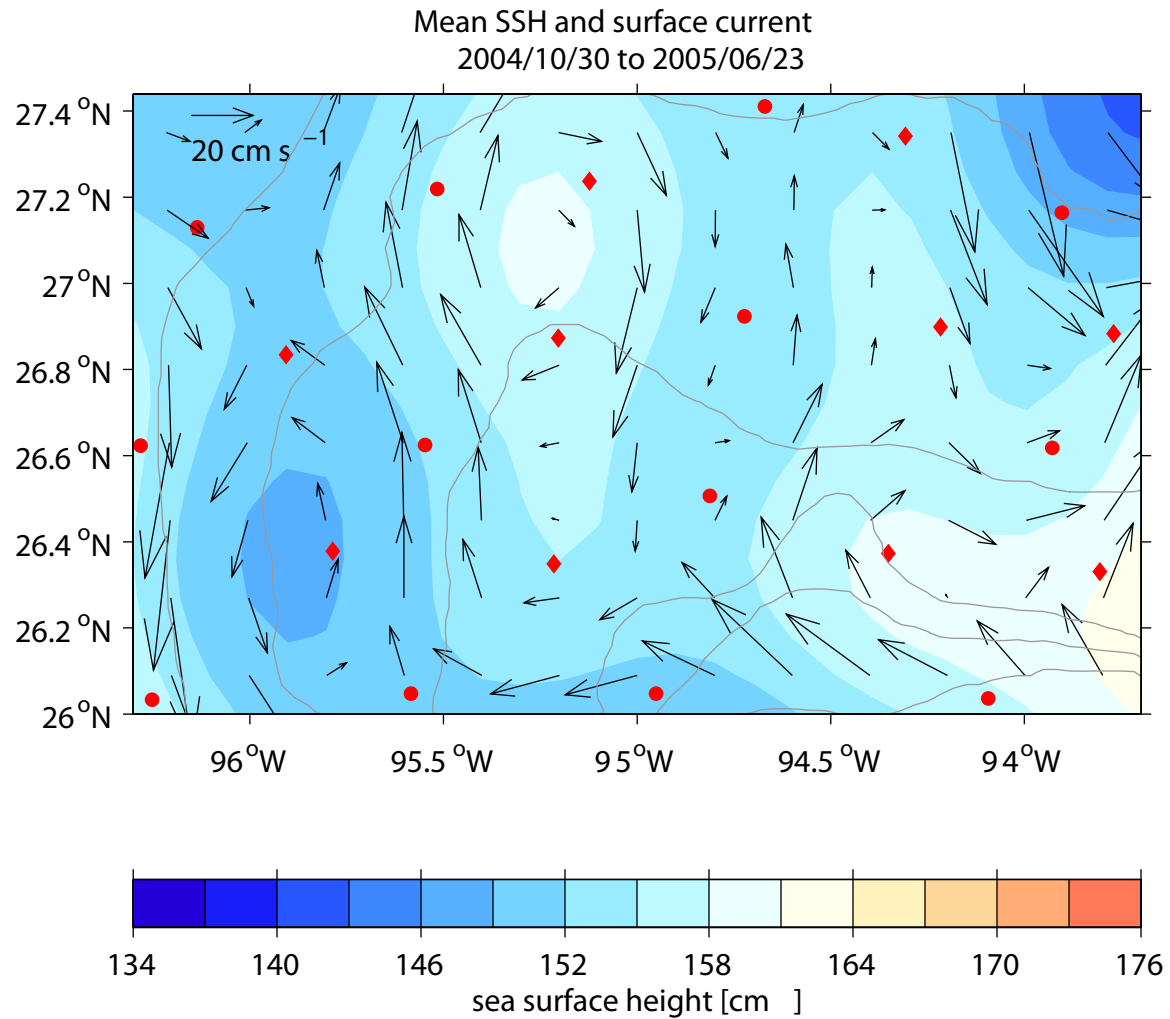 Mean SSH and surface current
2004/10/30 to 2005/06/23
27.4 °N
20 cm s⁻¹
27.2 °N
27 °N
26.8 °N
26.6 °N
26.4 °N
26.2 °N
26 °N
96 °W 95.5 °W 95 °W 94.5 °W 94 °W
134 140 146 152 158 164 170 176
sea surface height [cm ]